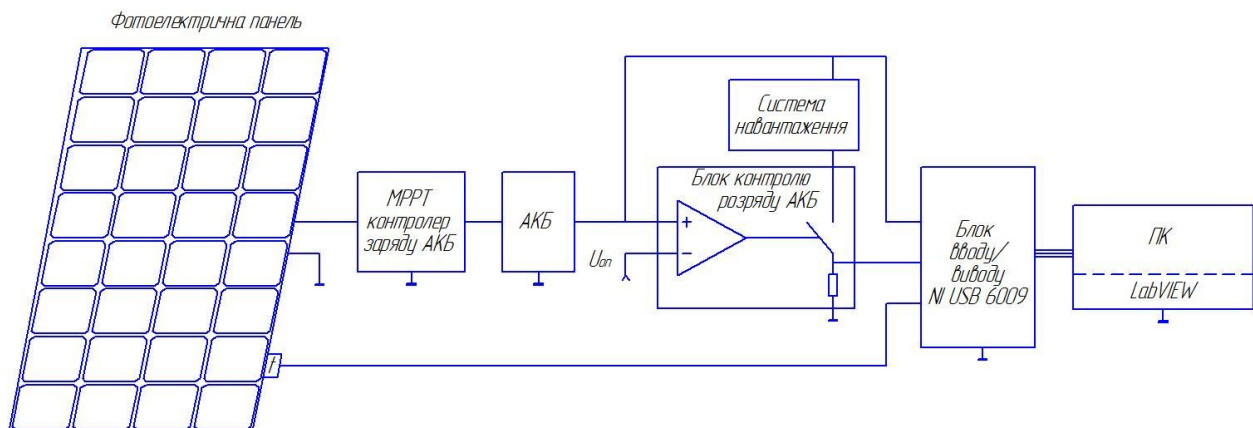 Фотоелектрична панель
МРРТ
контролер
заряду АКБ
АКБ
Uоп
Система
навантаження
Блок контролю
розряду АКБ
+
−
Блок
вводу/
виводу
NI USB 6009
ПК
LabVIEW
t